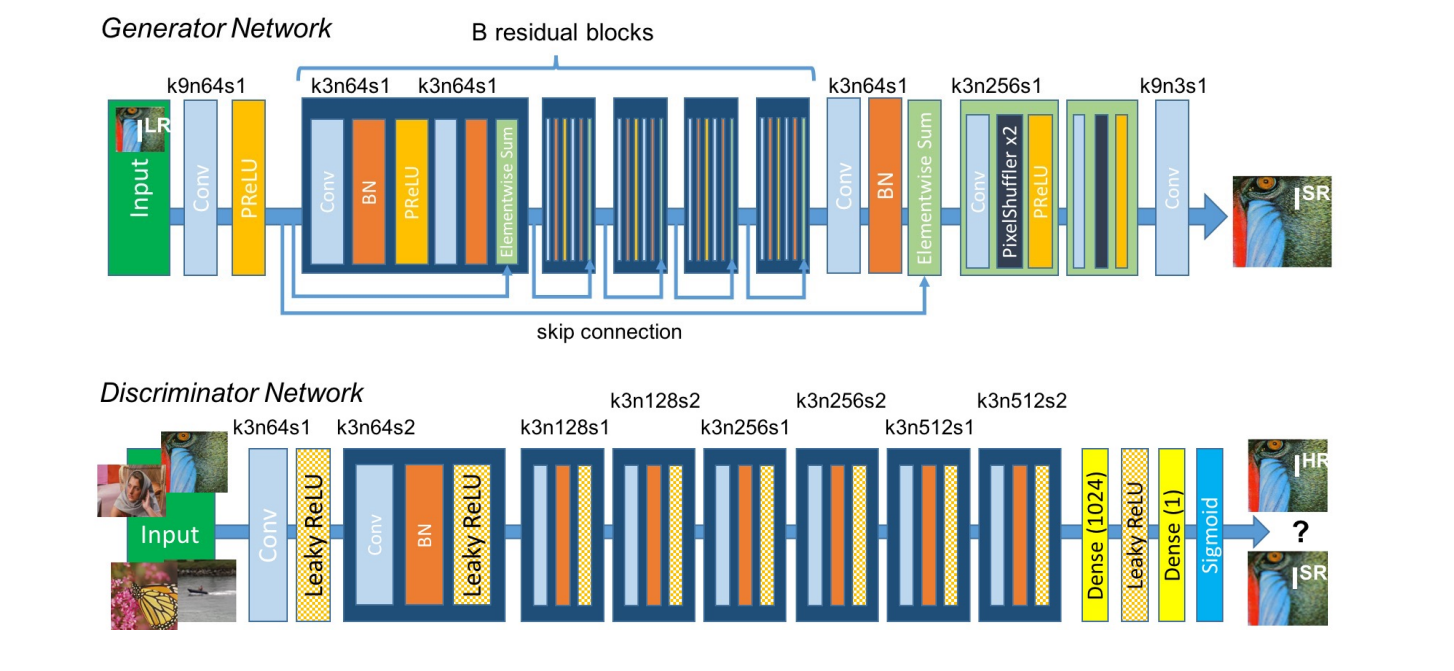 Generator Network
B residual blocks
k9n64s1
k3n64s1
k3n64s1
k3n64s1
k3n256s1
k9n3s1
I^LR
Input
Conv
PReLU
Conv
BN
PReLU
Elementwise Sum
Conv
BN
Elementwise Sum
Conv
PixelShuffler x2
PReLU
Conv
I^SR
skip connection
Discriminator Network
k3n64s1
k3n64s2
k3n128s1
k3n128s2
k3n256s1
k3n256s2
k3n512s1
k3n512s2
Input
Conv
Leaky ReLU
Conv
BN
Leaky ReLU
Dense (1024)
Leaky ReLU
Dense (1)
Sigmoid
I^HR
?
I^SR